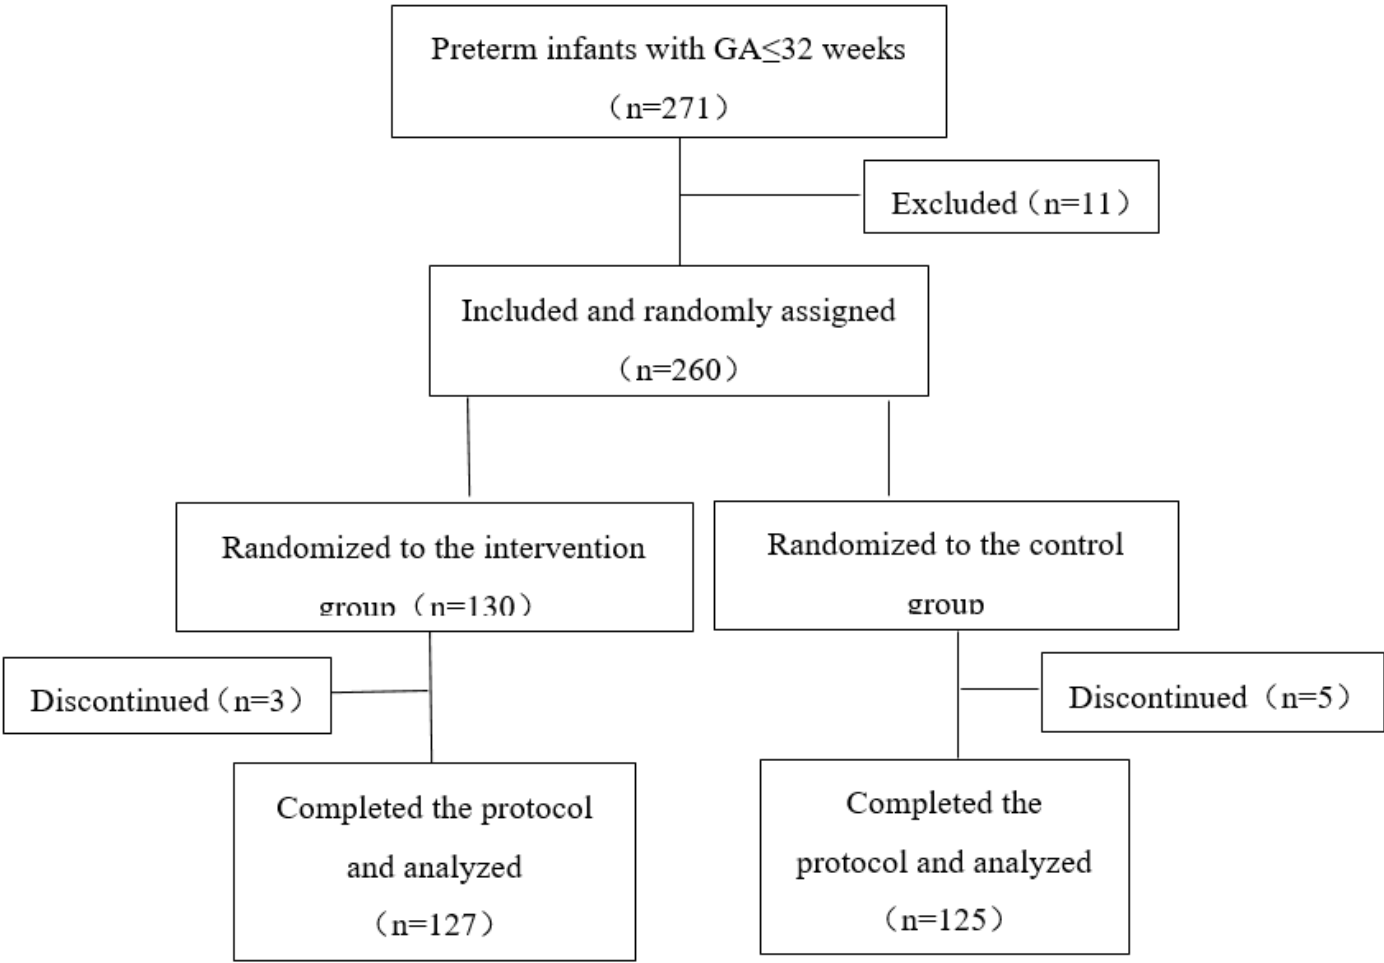 Preterm infants with GA≤32 weeks
（n=271）
Excluded（n=11）
Included and randomly assigned
（n=260）
Randomized to the intervention
group（n=130）
Randomized to the control
group
Discontinued（n=3）
Discontinued（n=5）
Completed the protocol
and analyzed
（n=127）
Completed the
protocol and analyzed
（n=125）